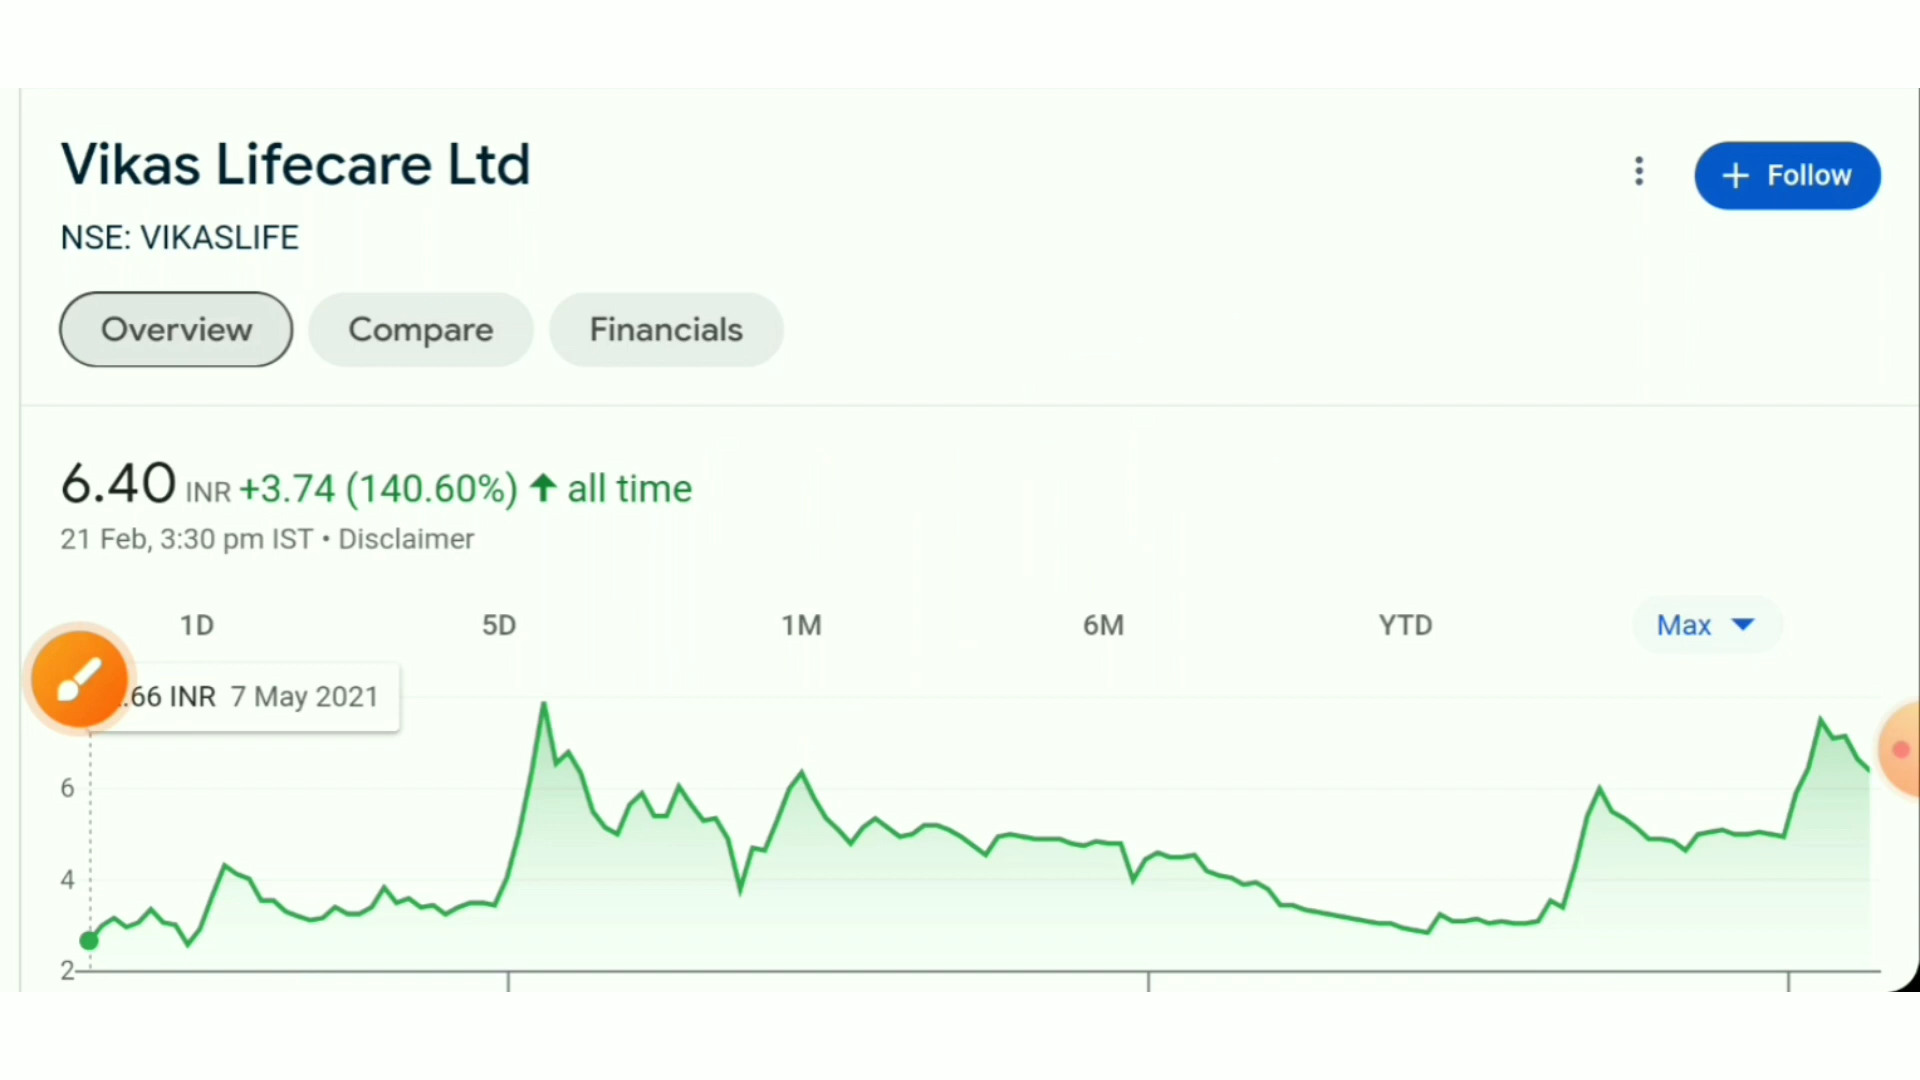 Vikas Lifecare Ltd
+ Follow
NSE: VIKASLIFE
Overview Compare Financials
6.40 INR +3.74 (140.60%) ↑ all time
21 Feb, 3:30 pm IST • Disclaimer
1D 5D 1M 6M YTD Max
.66 INR 7 May 2021
6
4
2